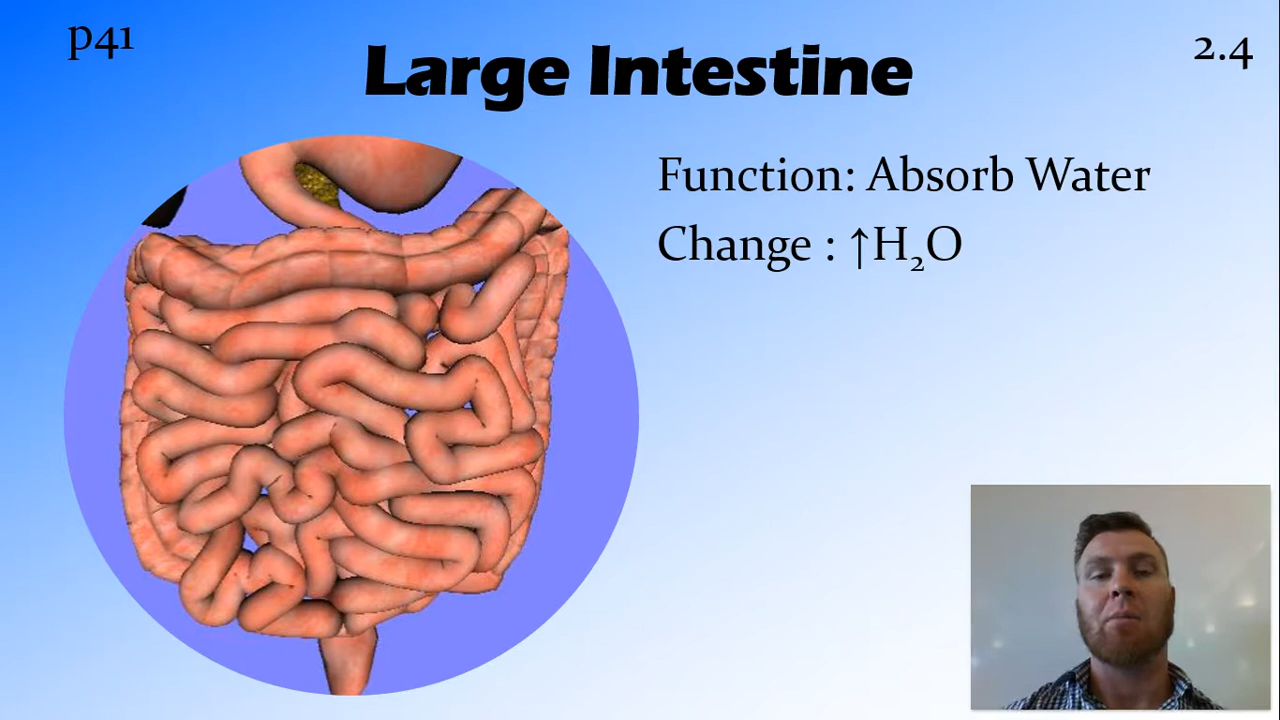 p41
2.4
Large Intestine
Function: Absorb Water
Change : ↑H₂O